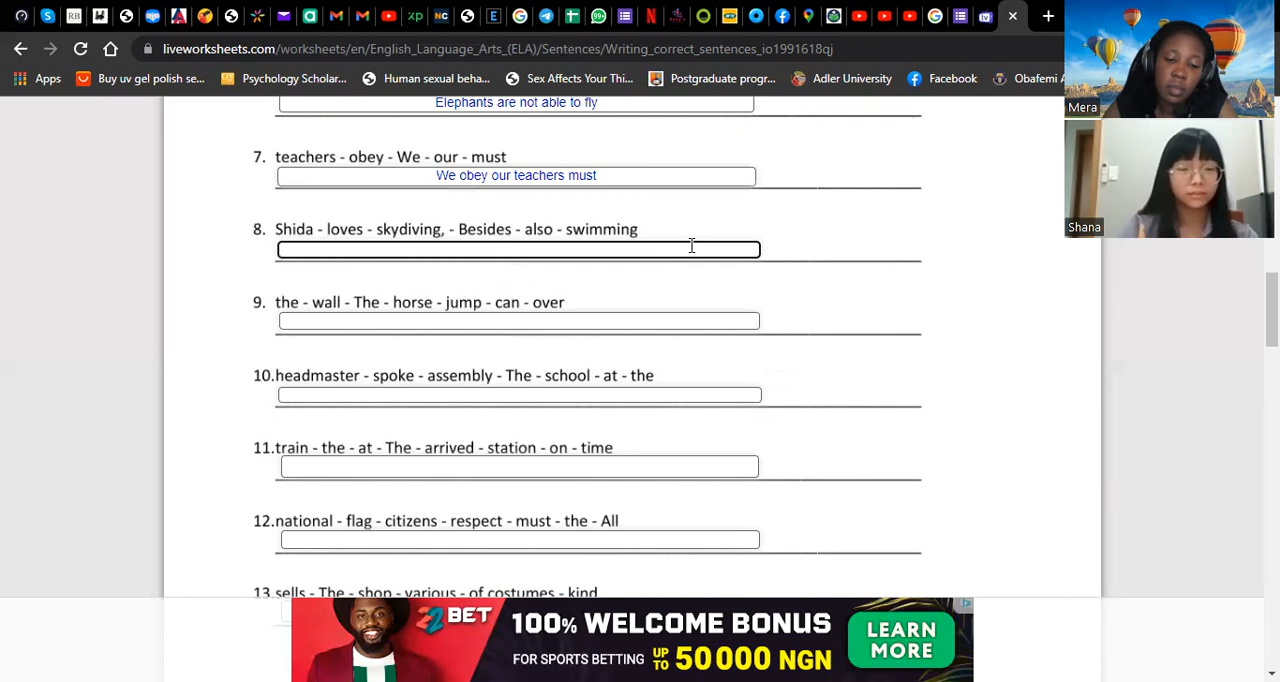 liveworksheets.com/worksheets/en/English_Language_Arts_(ELA)/Sentences/Writing_correct_sentences_io1991618qj
Apps Buy uv gel polish se... Psychology Scholar... Human sexual beha... Sex Affects Your Thi... Postgraduate progr... Adler University Facebook Obafemi A
Mera
Shana
Elephants are not able to fly
7. teachers - obey - We - our - must
We obey our teachers must
8. Shida - loves - skydiving, - Besides - also - swimming
9. the - wall - The - horse - jump - can - over
10.headmaster - spoke - assembly - The - school - at - the
11.train - the - at - The - arrived - station - on - time
12.national - flag - citizens - respect - must - the - All
13.sells - The - shop - various - of costumes - kind
22BET 100% WELCOME BONUS
FOR SPORTS BETTING UP TO 50 000 NGN
LEARN
MORE